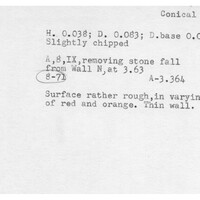 Conical
H. 0.038; D. 0.083; D.base 0.0
Slightly chipped
A,8,IX,removing stone fall
from Wall N,at 3.63
8-71 A-3.364
Surface rather rough,in varyin
of red and orange. Thin wall.